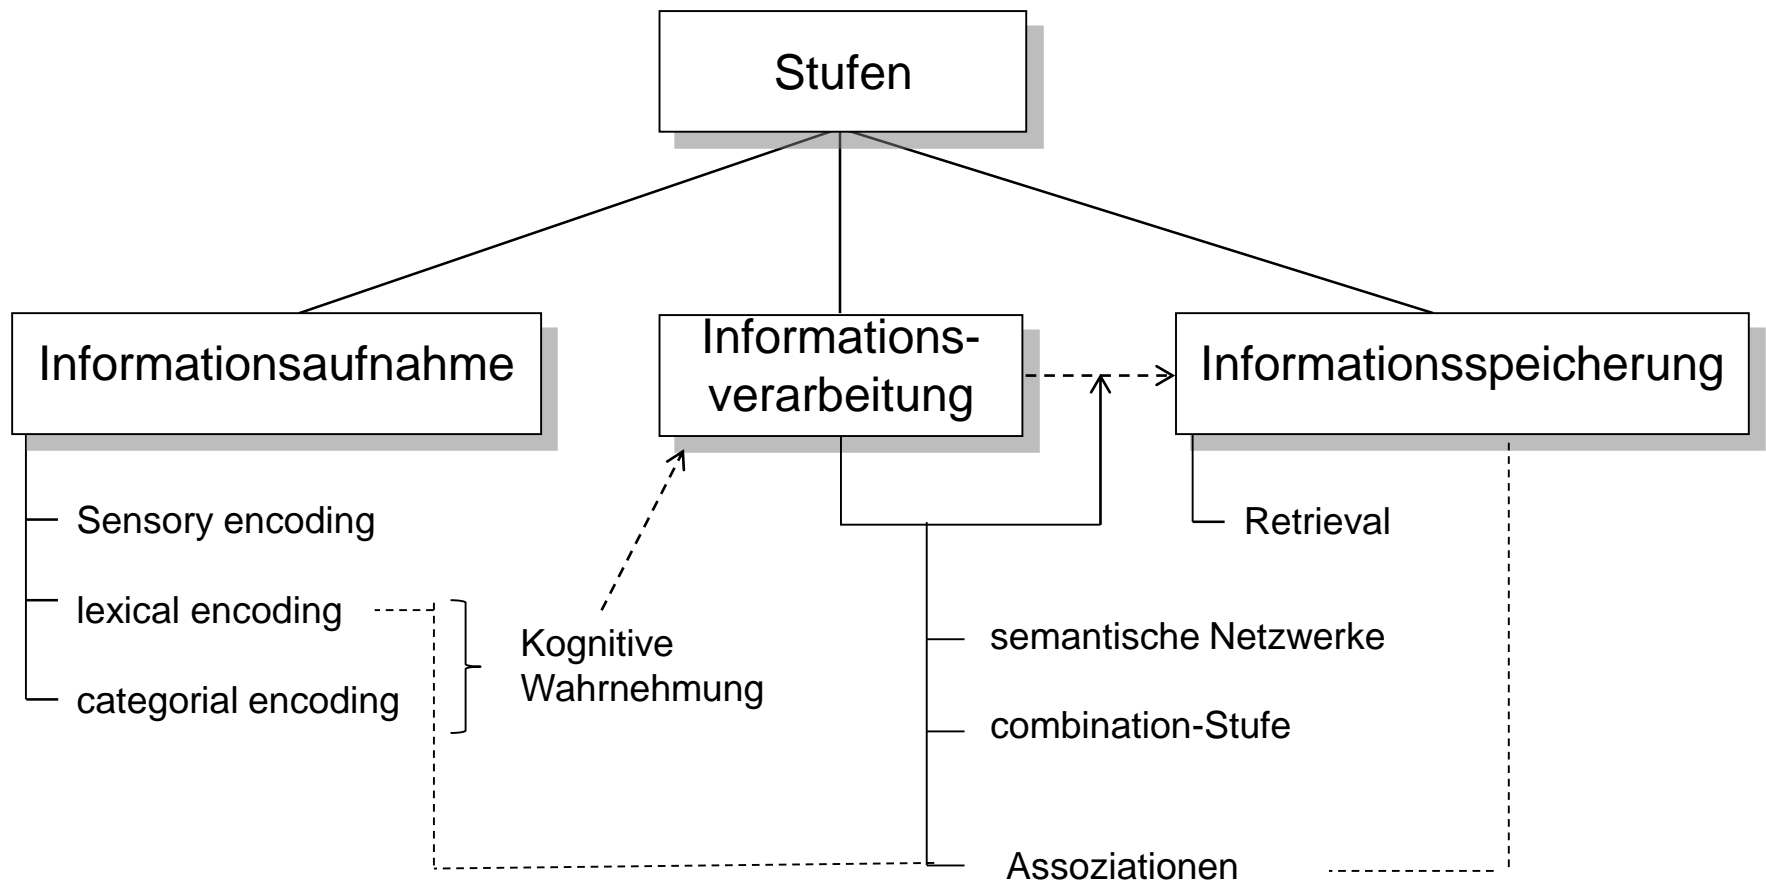 Stufen
Informationsaufnahme
Informations-
verarbeitung
Informationsspeicherung
Sensory encoding
lexical encoding
categorial encoding
Kognitive
Wahrnehmung
semantische Netzwerke
combination-Stufe
Assoziationen
Retrieval